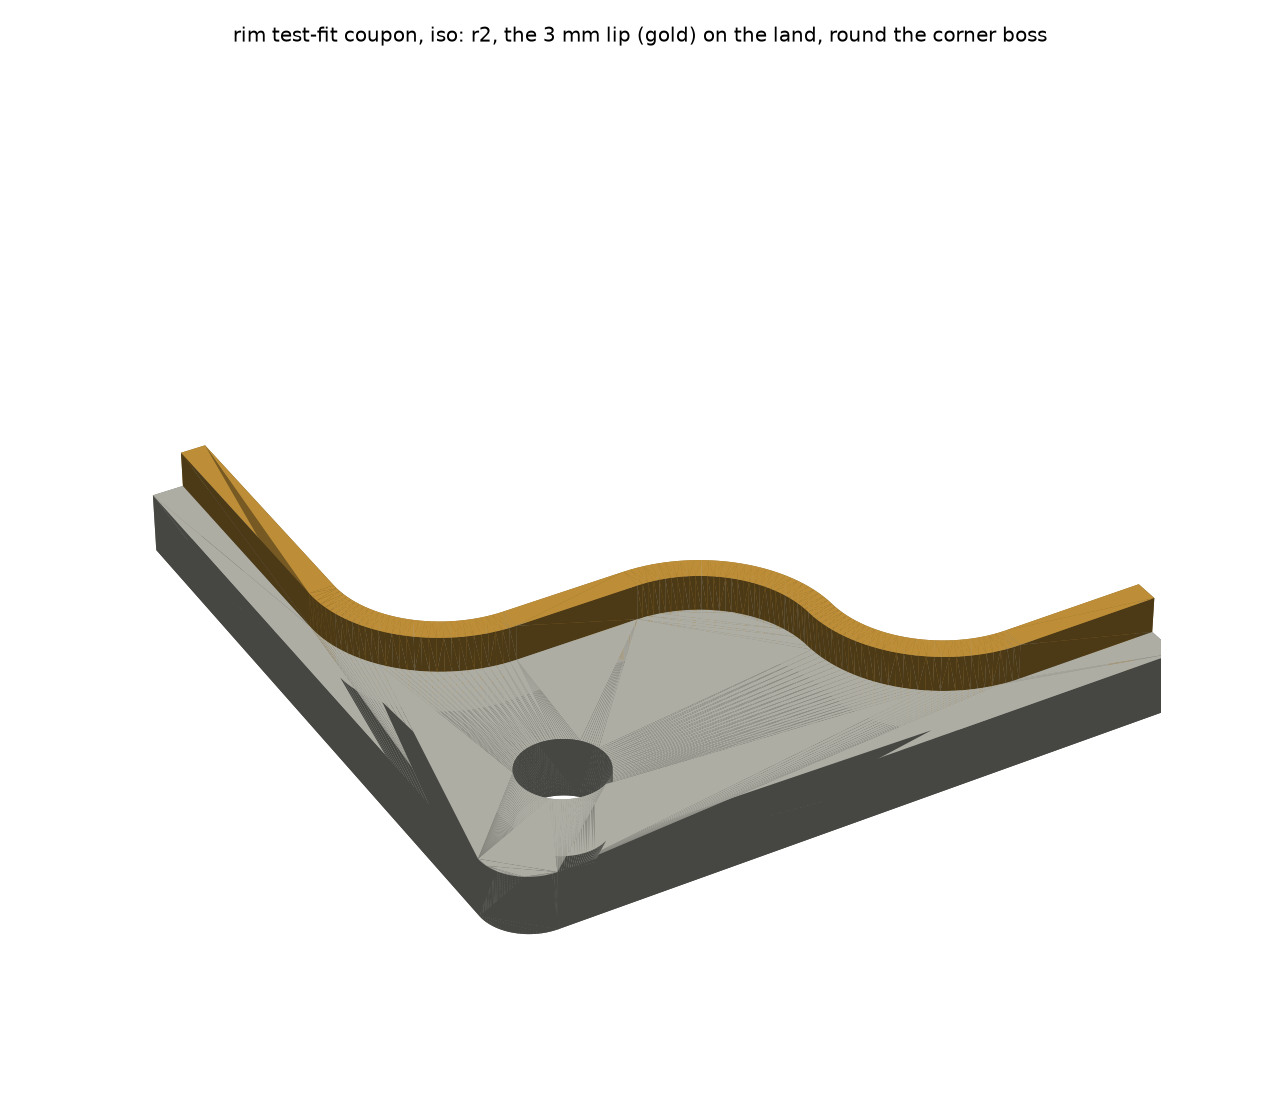 rim test-fit coupon, iso: r2, the 3 mm lip (gold) on the land, round the corner boss